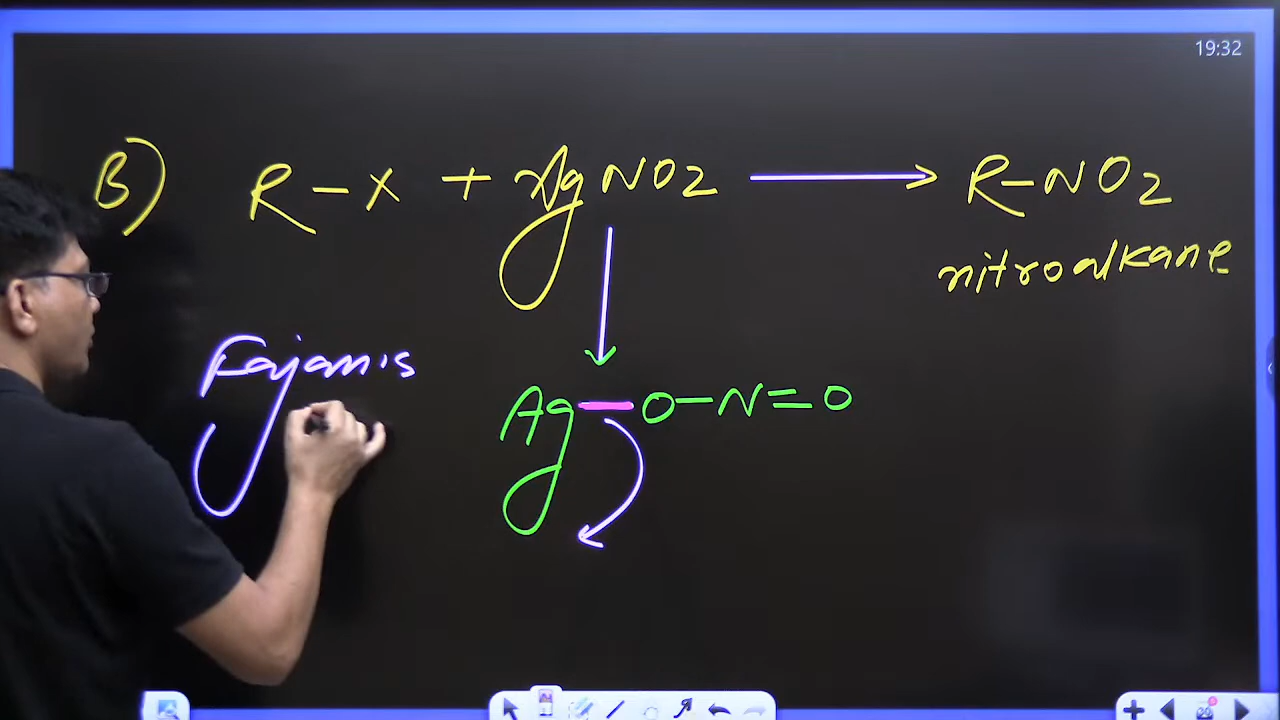 19:32
B) R-X + AgNO2 → R-NO2
nitroalkane
Fajan's
Ag-O-N=O